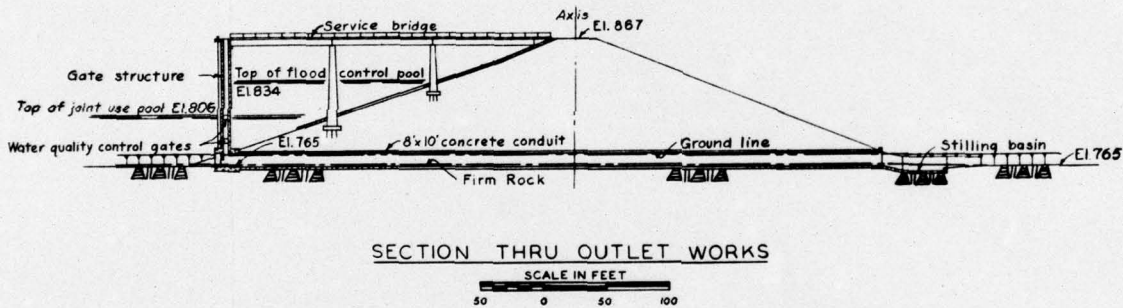 Axis
El. 867
Service bridge
Gate structure
Top of flood control pool
El.834
Top of joint use pool El.806
Water quality control gates
El.765
8'x10' concrete conduit
Ground line
Stilling basin
El.765
Firm Rock
SECTION THRU OUTLET WORKS
SCALE IN FEET
50 0 50 100